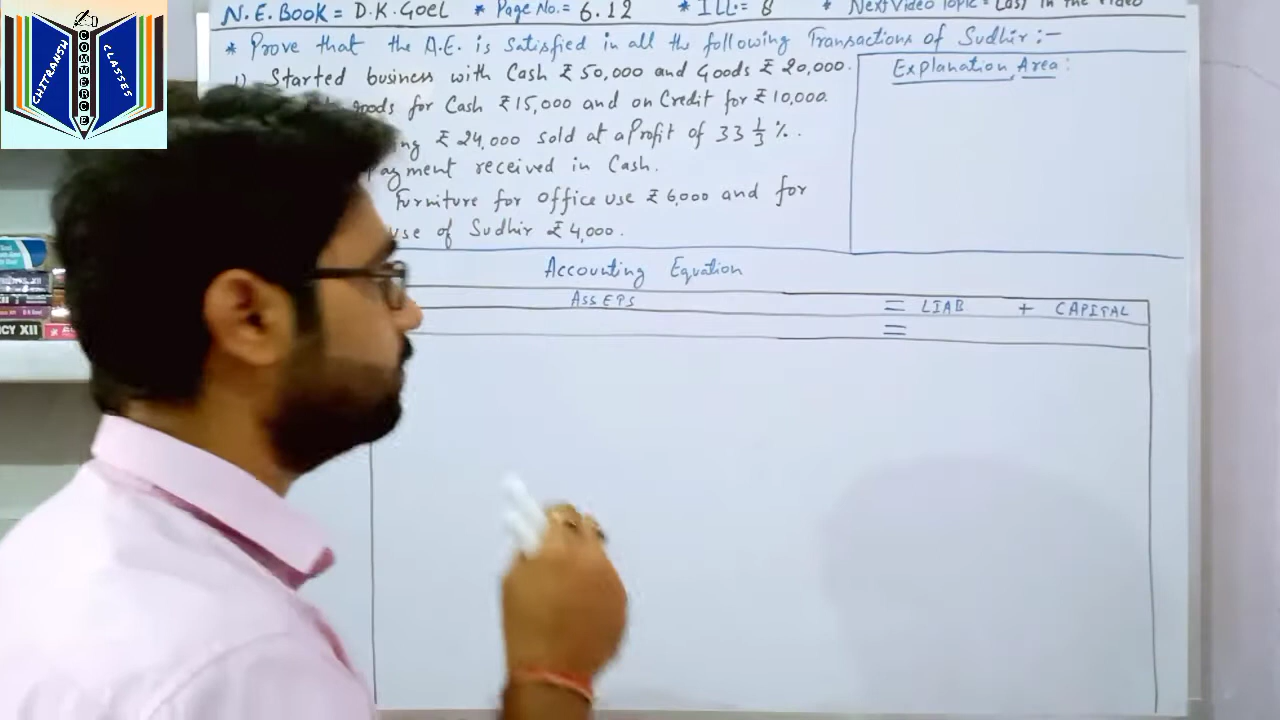 N.E.BOOK = D.K.GOEL * Page No.= 6.12 * ILL.= 8 * NEXT Video Topic = Last in the Video
* Prove that the A.E. is Satisfied in all the following Transactions of Sudhir :-
1) Started business with Cash ₹ 50,000 and Goods ₹ 20,000.
goods for Cash ₹15,000 and on Credit for ₹ 10,000.
₹ 24,000 sold at a Profit of 33 1/3 %.
Payment received in Cash.
Furniture for office use ₹ 6,000 and for
use of Sudhir ₹ 4,000.
Explanation Area :
Accounting Equation
ASSETS = LIAB + CAPITAL
=
CHITRANSH COMMERCE CLASSES
CY XII